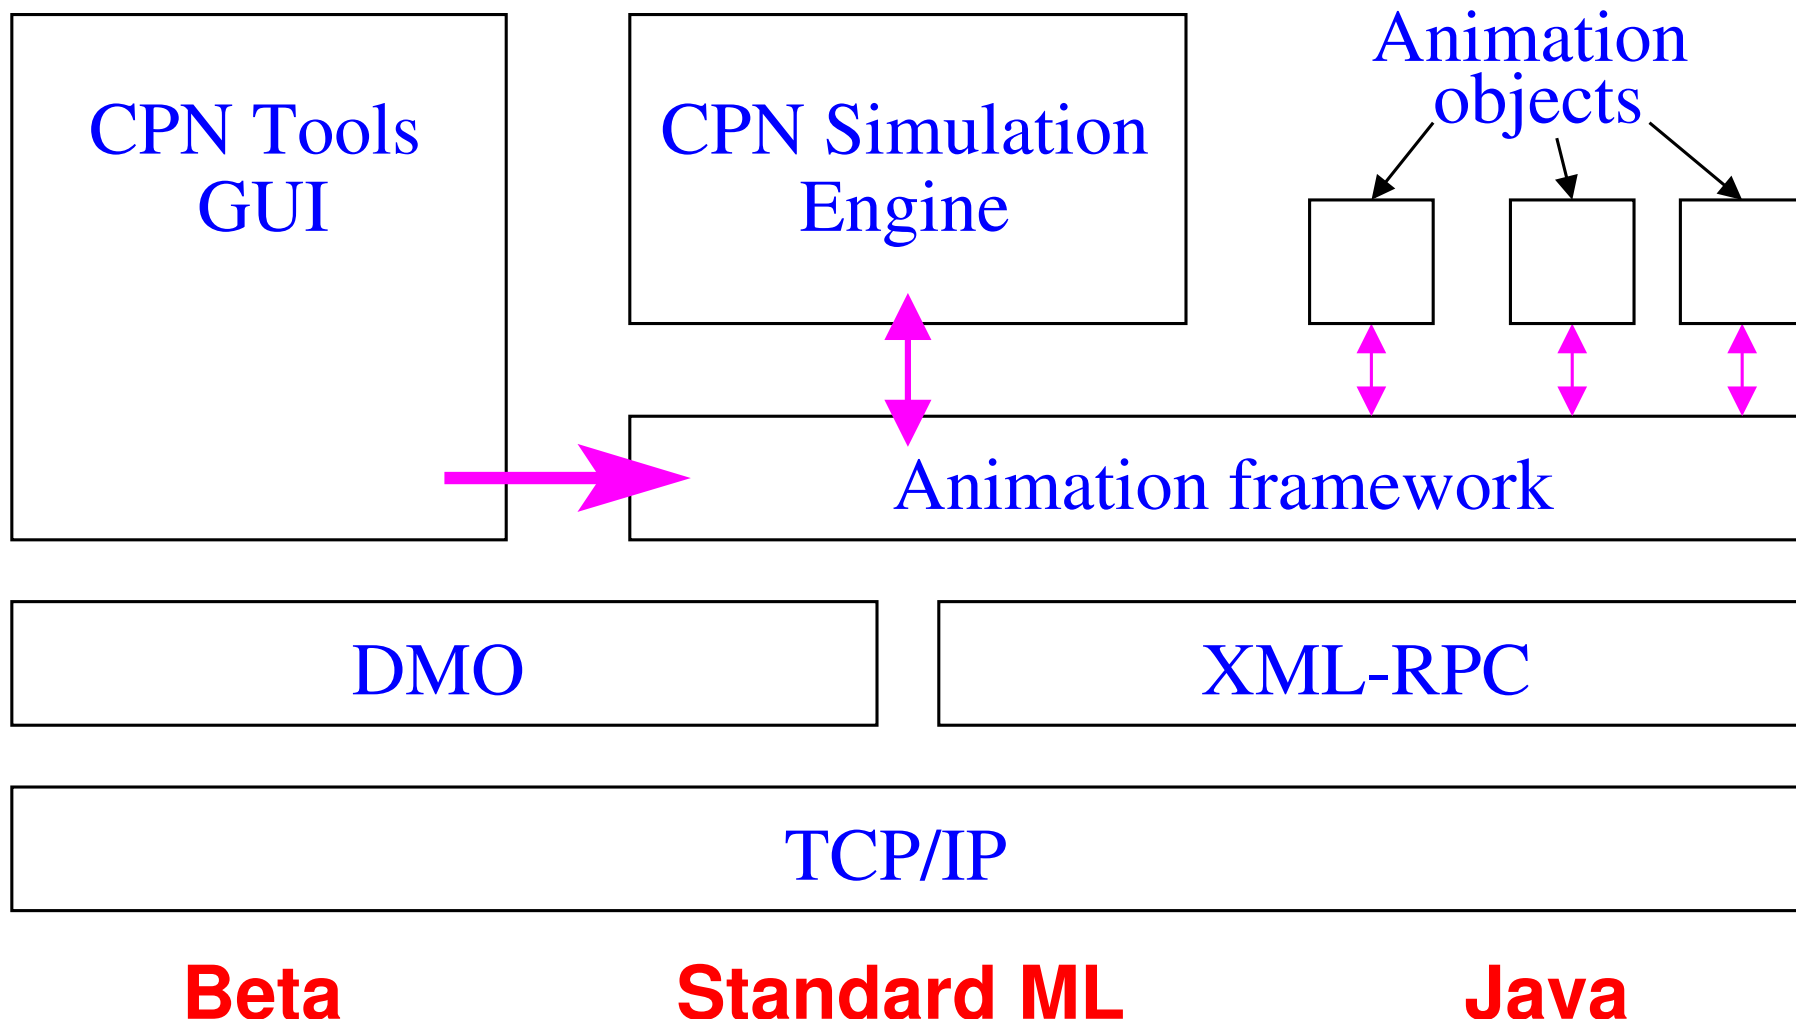 CPN Tools
GUI
CPN Simulation
Engine
Animation
objects
Animation framework
DMO
XML-RPC
TCP/IP
Beta
Standard ML
Java